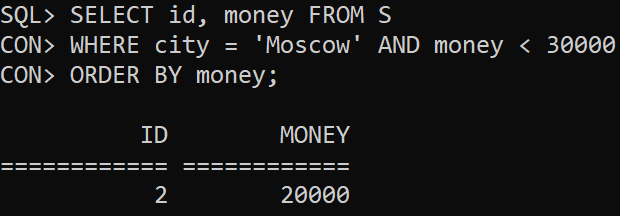 SQL> SELECT id, money FROM S
CON> WHERE city = 'Moscow' AND money < 30000
CON> ORDER BY money;

          ID        MONEY
============ ============
           2        20000